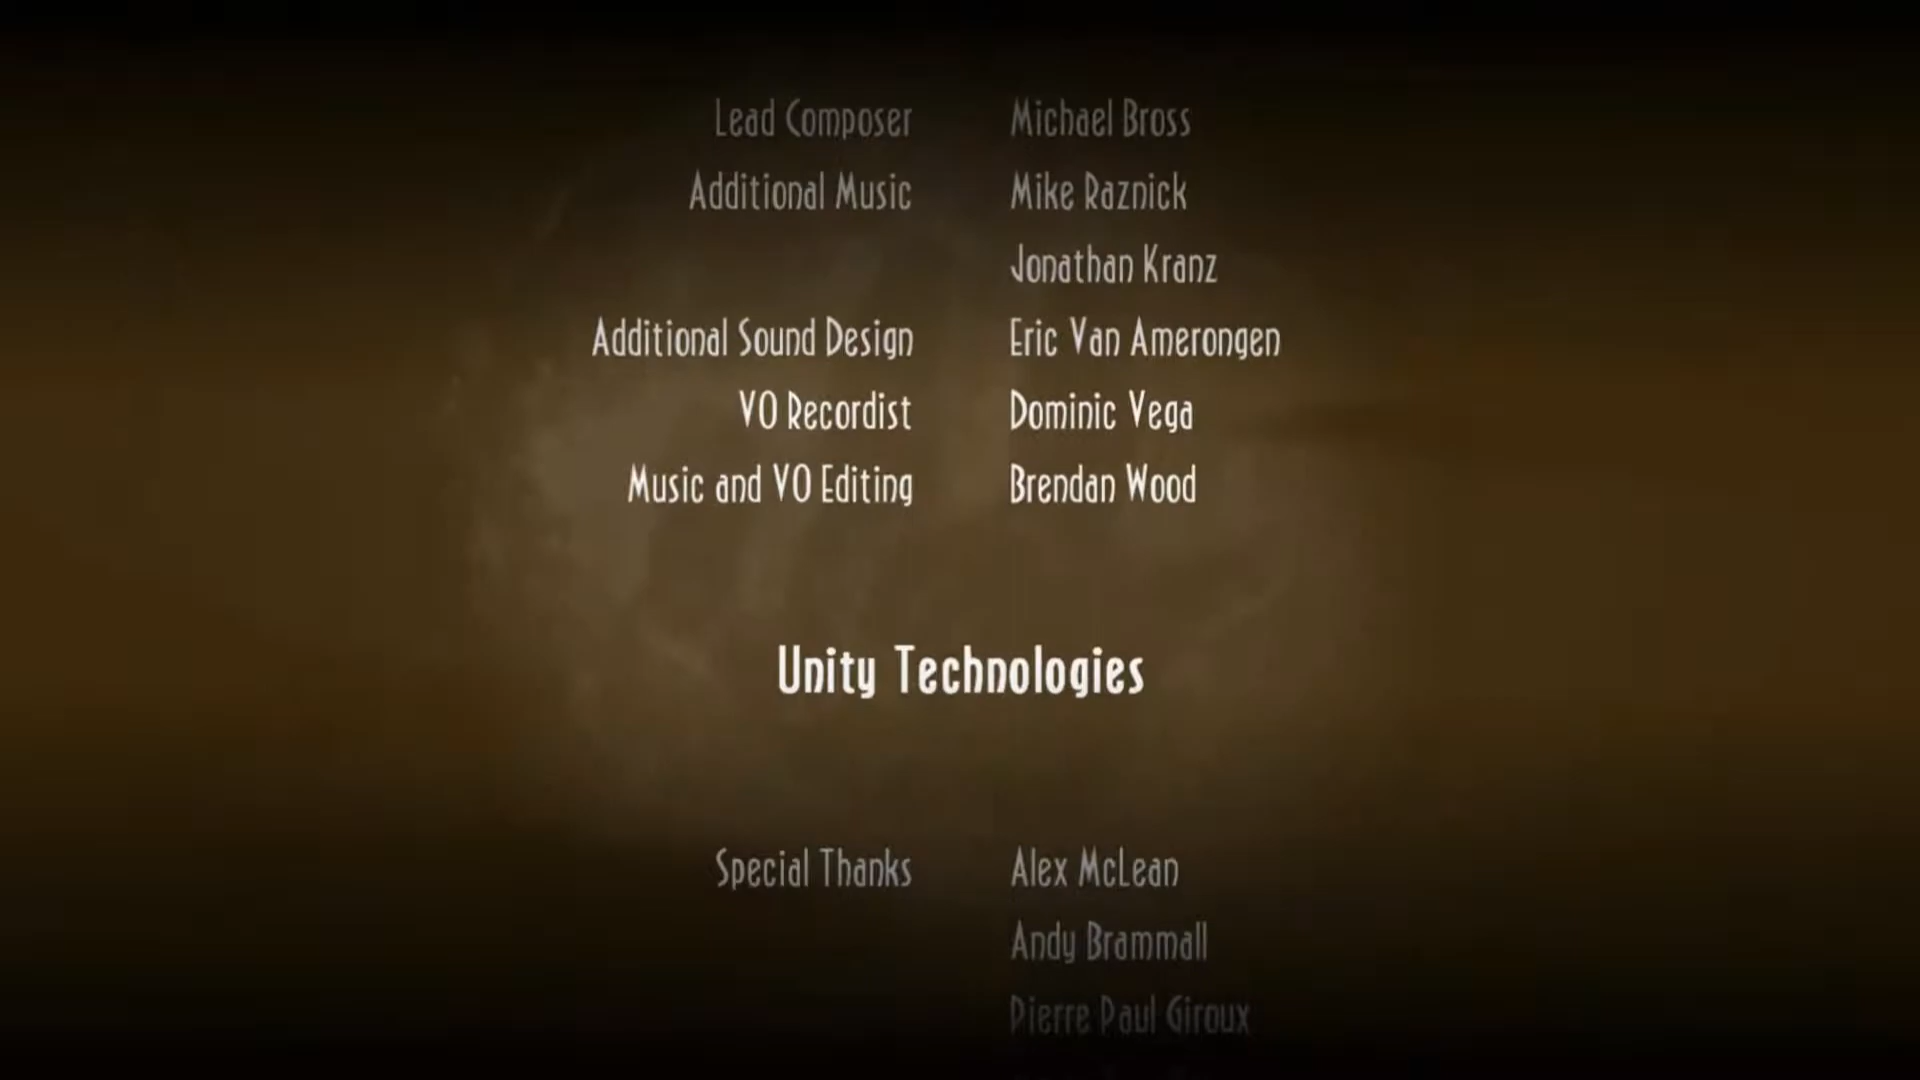 Lead Composer Michael Bross
Additional Music Mike Raznick
Jonathan Kranz
Additional Sound Design Eric Van Amerongen
VO Recordist Dominic Vega
Music and VO Editing Brendan Wood
Unity Technologies
Special Thanks Alex McLean
Andy Brammall
Pierre Paul Giroux